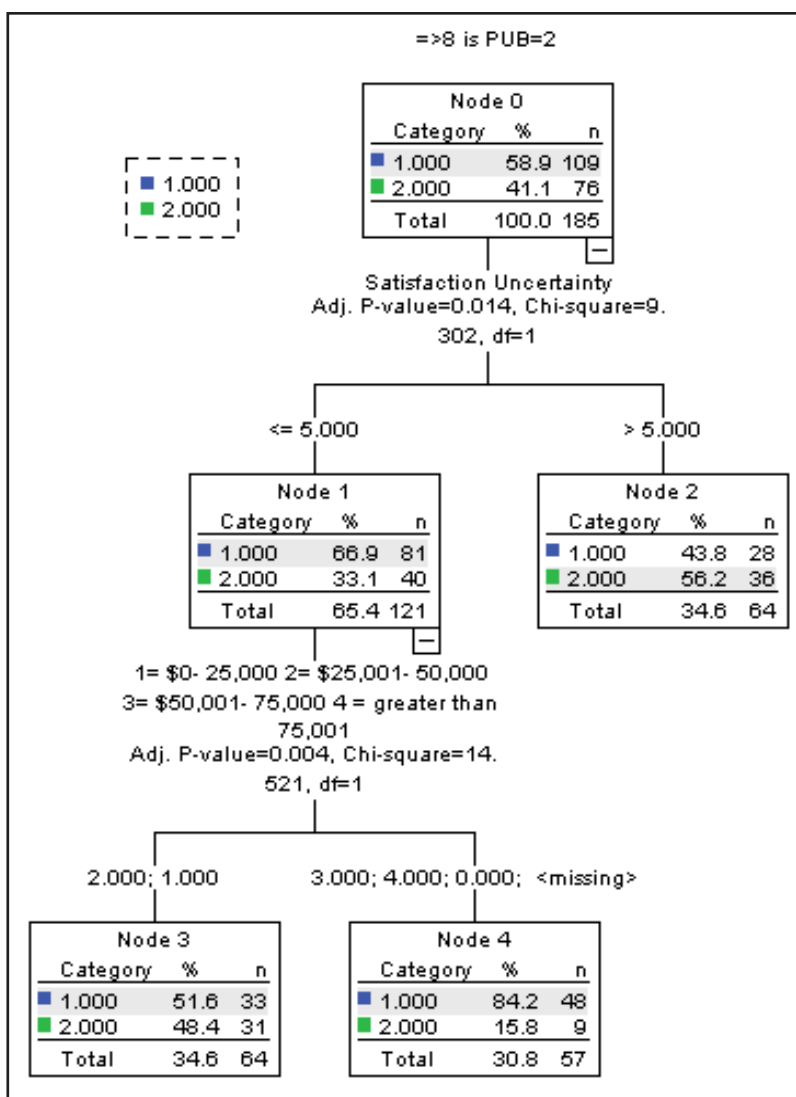 =>8 is PUB=2
Node 0
Category % n
1.000 58.9 109
2.000 41.1 76
Total 100.0 185
1.000
2.000
Satisfaction Uncertainty
Adj. P-value=0.014, Chi-square=9.
302, df=1
<= 5.000
> 5.000
Node 1
Category % n
1.000 66.9 81
2.000 33.1 40
Total 65.4 121
Node 2
Category % n
1.000 43.8 28
2.000 56.2 36
Total 34.6 64
1= $0- 25,000 2= $25,001- 50,000
3= $50,001- 75,000 4 = greater than
75,001
Adj. P-value=0.004, Chi-square=14.
521, df=1
2.000; 1.000
3.000; 4.000; 0.000; <missing>
Node 3
Category % n
1.000 51.6 33
2.000 48.4 31
Total 34.6 64
Node 4
Category % n
1.000 84.2 48
2.000 15.8 9
Total 30.8 57